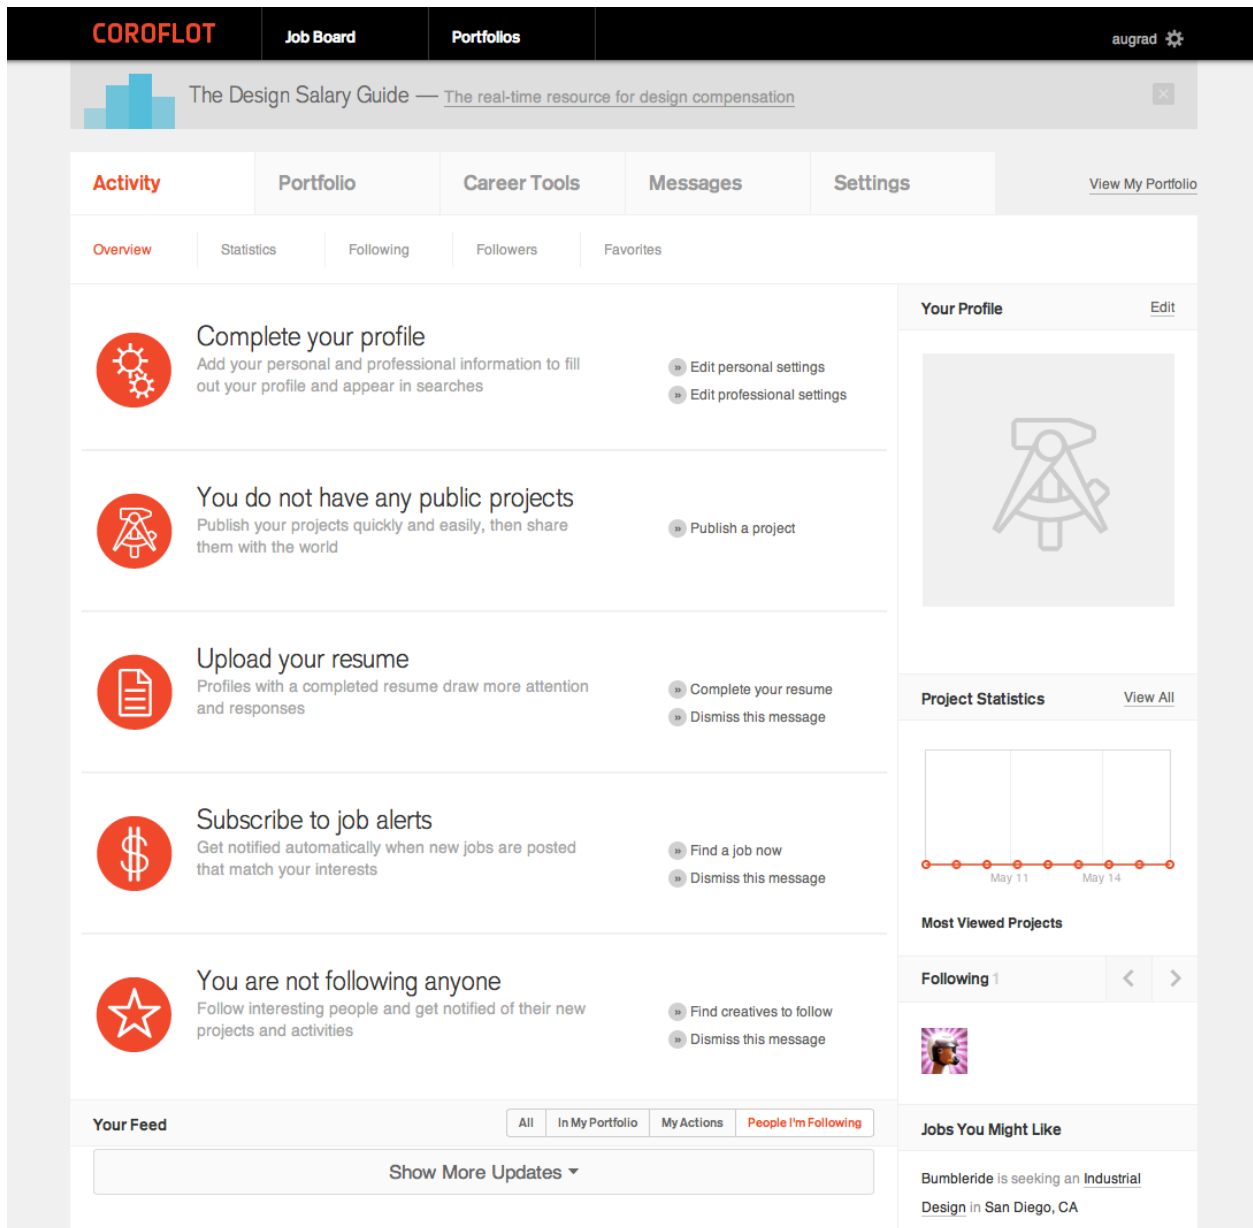 COROFLOT
Job Board
Portfolios
augrad
The Design Salary Guide — The real-time resource for design compensation
Activity
Portfolio
Career Tools
Messages
Settings
View My Portfolio
Overview
Statistics
Following
Followers
Favorites
Complete your profile
Add your personal and professional information to fill
out your profile and appear in searches
» Edit personal settings
» Edit professional settings
You do not have any public projects
Publish your projects quickly and easily, then share
them with the world
» Publish a project
Upload your resume
Profiles with a completed resume draw more attention
and responses
» Complete your resume
» Dismiss this message
Subscribe to job alerts
Get notified automatically when new jobs are posted
that match your interests
» Find a job now
» Dismiss this message
You are not following anyone
Follow interesting people and get notified of their new
projects and activities
» Find creatives to follow
» Dismiss this message
Your Feed
All
In My Portfolio
My Actions
People I'm Following
Show More Updates
Your Profile
Edit
Project Statistics
View All
May 11
May 14
Most Viewed Projects
Following 1
Jobs You Might Like
Bumbleride is seeking an Industrial
Design in San Diego, CA